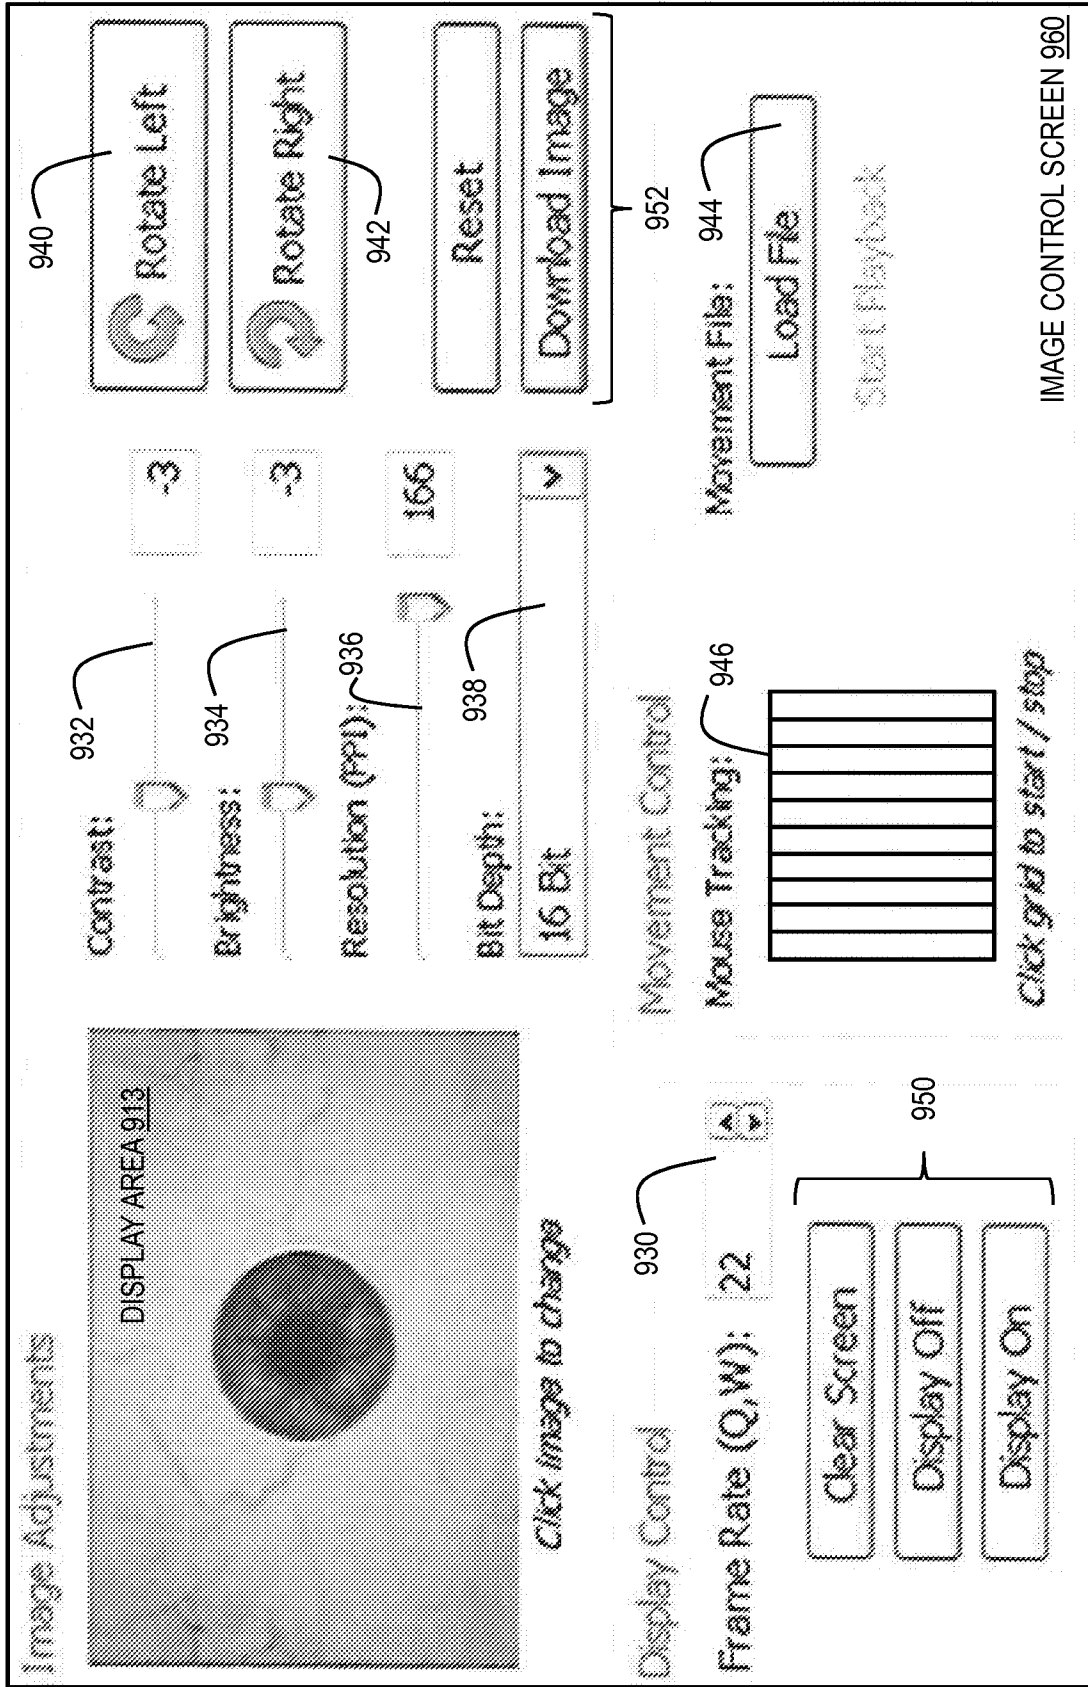 Image Adjustments
DISPLAY AREA 913
Click image to change
Contrast:
932
-3
Brightness:
934
-3
Resolution (PPI):
936
166
Bit Depth:
938
16 Bit
940
Rotate Left
Rotate Right
942
Reset
Download Image
952
Display Control
930
Frame Rate (Q,W):
22
Clear Screen
Display Off
Display On
950
Movement Control
Mouse Tracking:
946
Click grid to start / stop
Movement File:
944
Load File
Start Playback
IMAGE CONTROL SCREEN 960